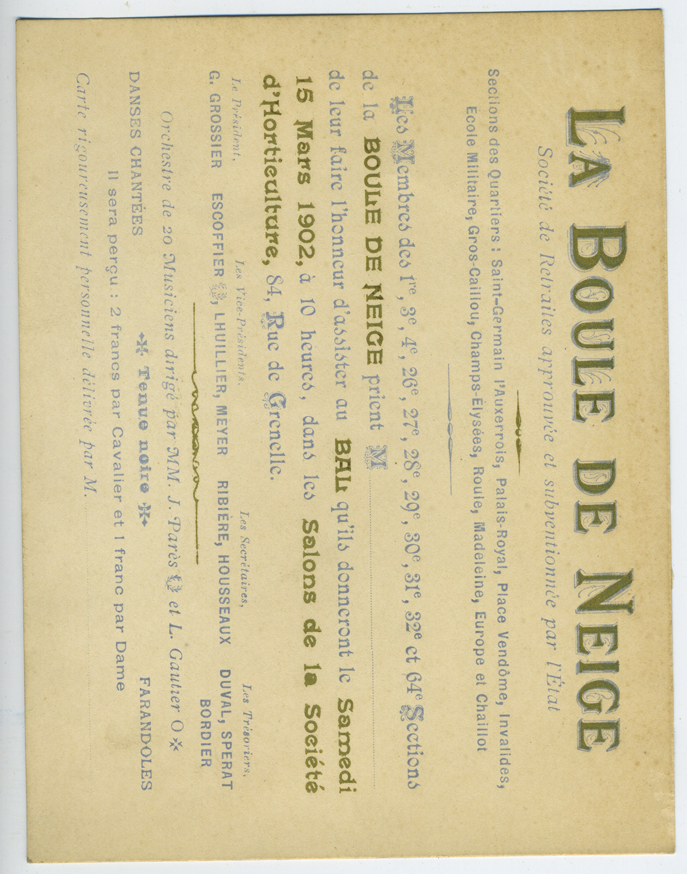 LA BOULE DE NEIGE
Société de Retraites approuvée et subventionnée par l'État
Sections des Quartiers : Saint-Germain l'Auxerrois, Palais-Royal, Place Vendôme, Invalides,
École Militaire, Gros-Caillou, Champs-Élysées, Roule, Madeleine, Europe et Chaillot
Les Membres des 1re, 3e, 4e, 26e, 27e, 28e, 29e, 30e, 31e, 32e et 64e Sections
de la BOULE DE NEIGE prient M
de leur faire l'honneur d'assister au BAL qu'ils donneront le Samedi
15 Mars 1902, à 10 heures, dans les Salons de la Société
d'Horticulture, 84, Rue de Grenelle.
Le Président. Les Vice-Présidents. Les Secrétaires, Les Trésoriers.
G. GROSSIER ESCOFFIER, LHUILLIER, MEYER RIBIÈRE, HOUSSEAUX DUVAL, SPERAT
BORDIER
Orchestre de 20 Musiciens dirigé par MM. J. Parès et L. Gautier O
DANSES CHANTÉES Tenue noire FARANDOLES
Il sera perçu : 2 francs par Cavalier et 1 franc par Dame
Carte rigoureusement personnelle délivrée par M.